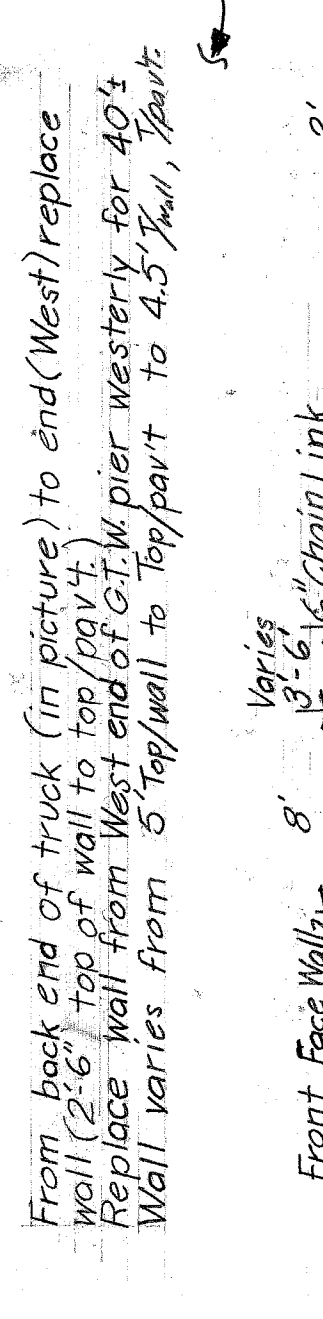 From back end of truck (in picture) to end (West) replace
wall (2'-6" top of wall to top/pav't.)
Replace wall from West end of G.T.W. pier westerly for 40'±
Wall varies from 5' Top/wall to Top/pav't to 4.5' T/wall, T/pav't.
Varies
Front Face Wall 8' 3'-6' 6" Chain Link